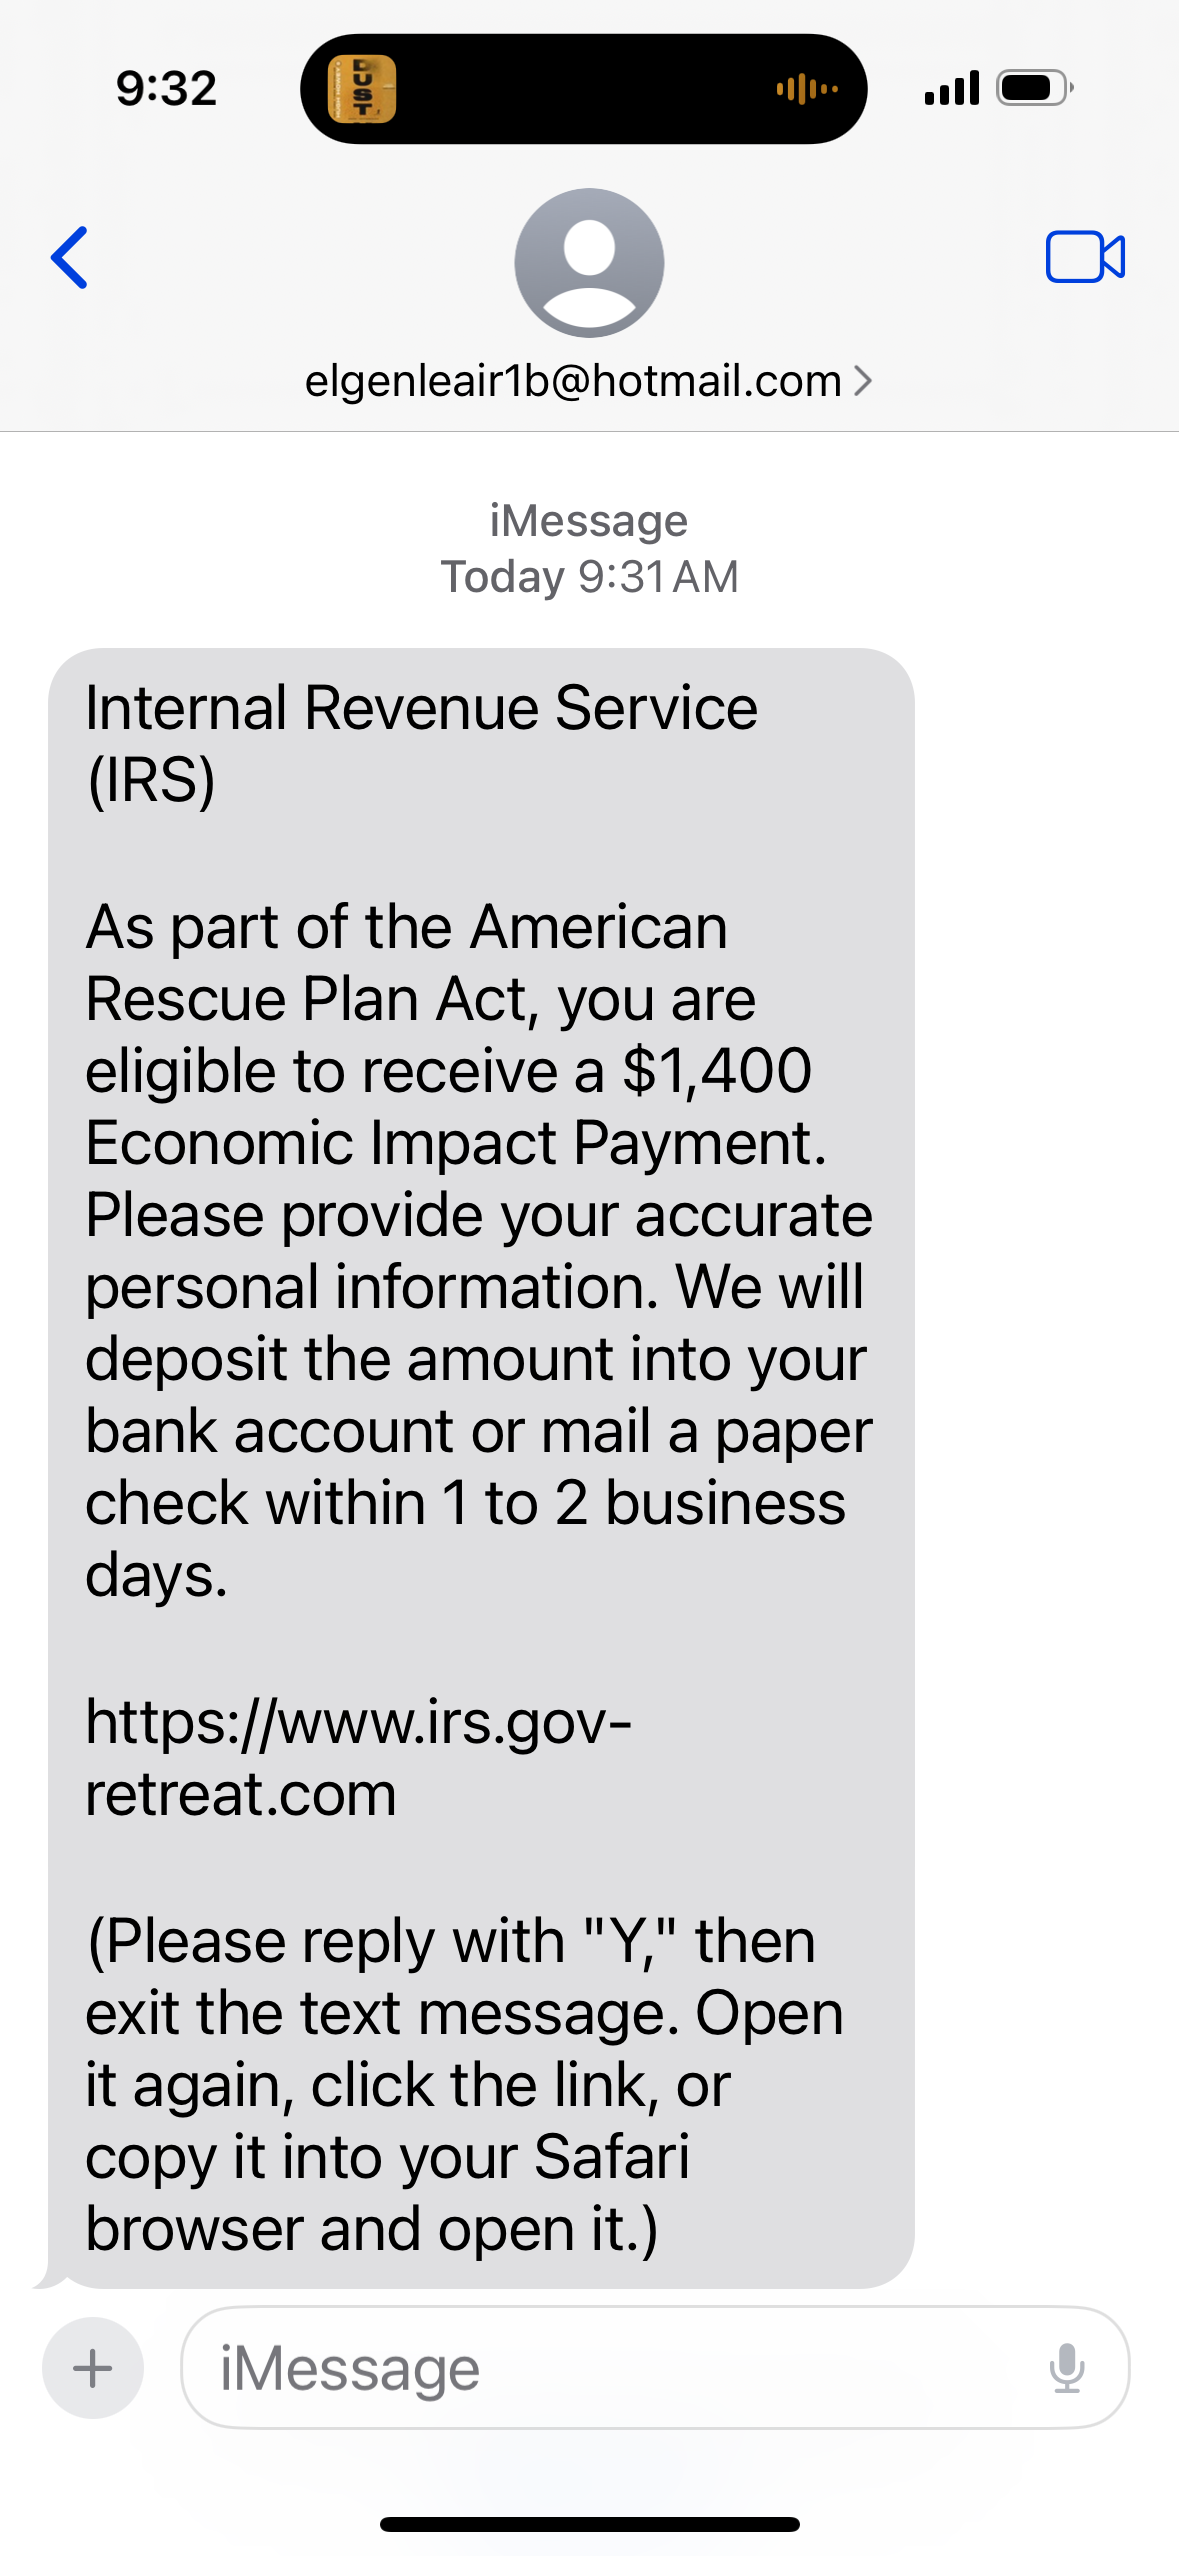 9:32
DUST
elgenleair1b@hotmail.com
iMessage
Today 9:31 AM
Internal Revenue Service
(IRS)
As part of the American
Rescue Plan Act, you are
eligible to receive a $1,400
Economic Impact Payment.
Please provide your accurate
personal information. We will
deposit the amount into your
bank account or mail a paper
check within 1 to 2 business
days.
https://www.irs.gov-
retreat.com
(Please reply with "Y," then
exit the text message. Open
it again, click the link, or
copy it into your Safari
browser and open it.)
iMessage